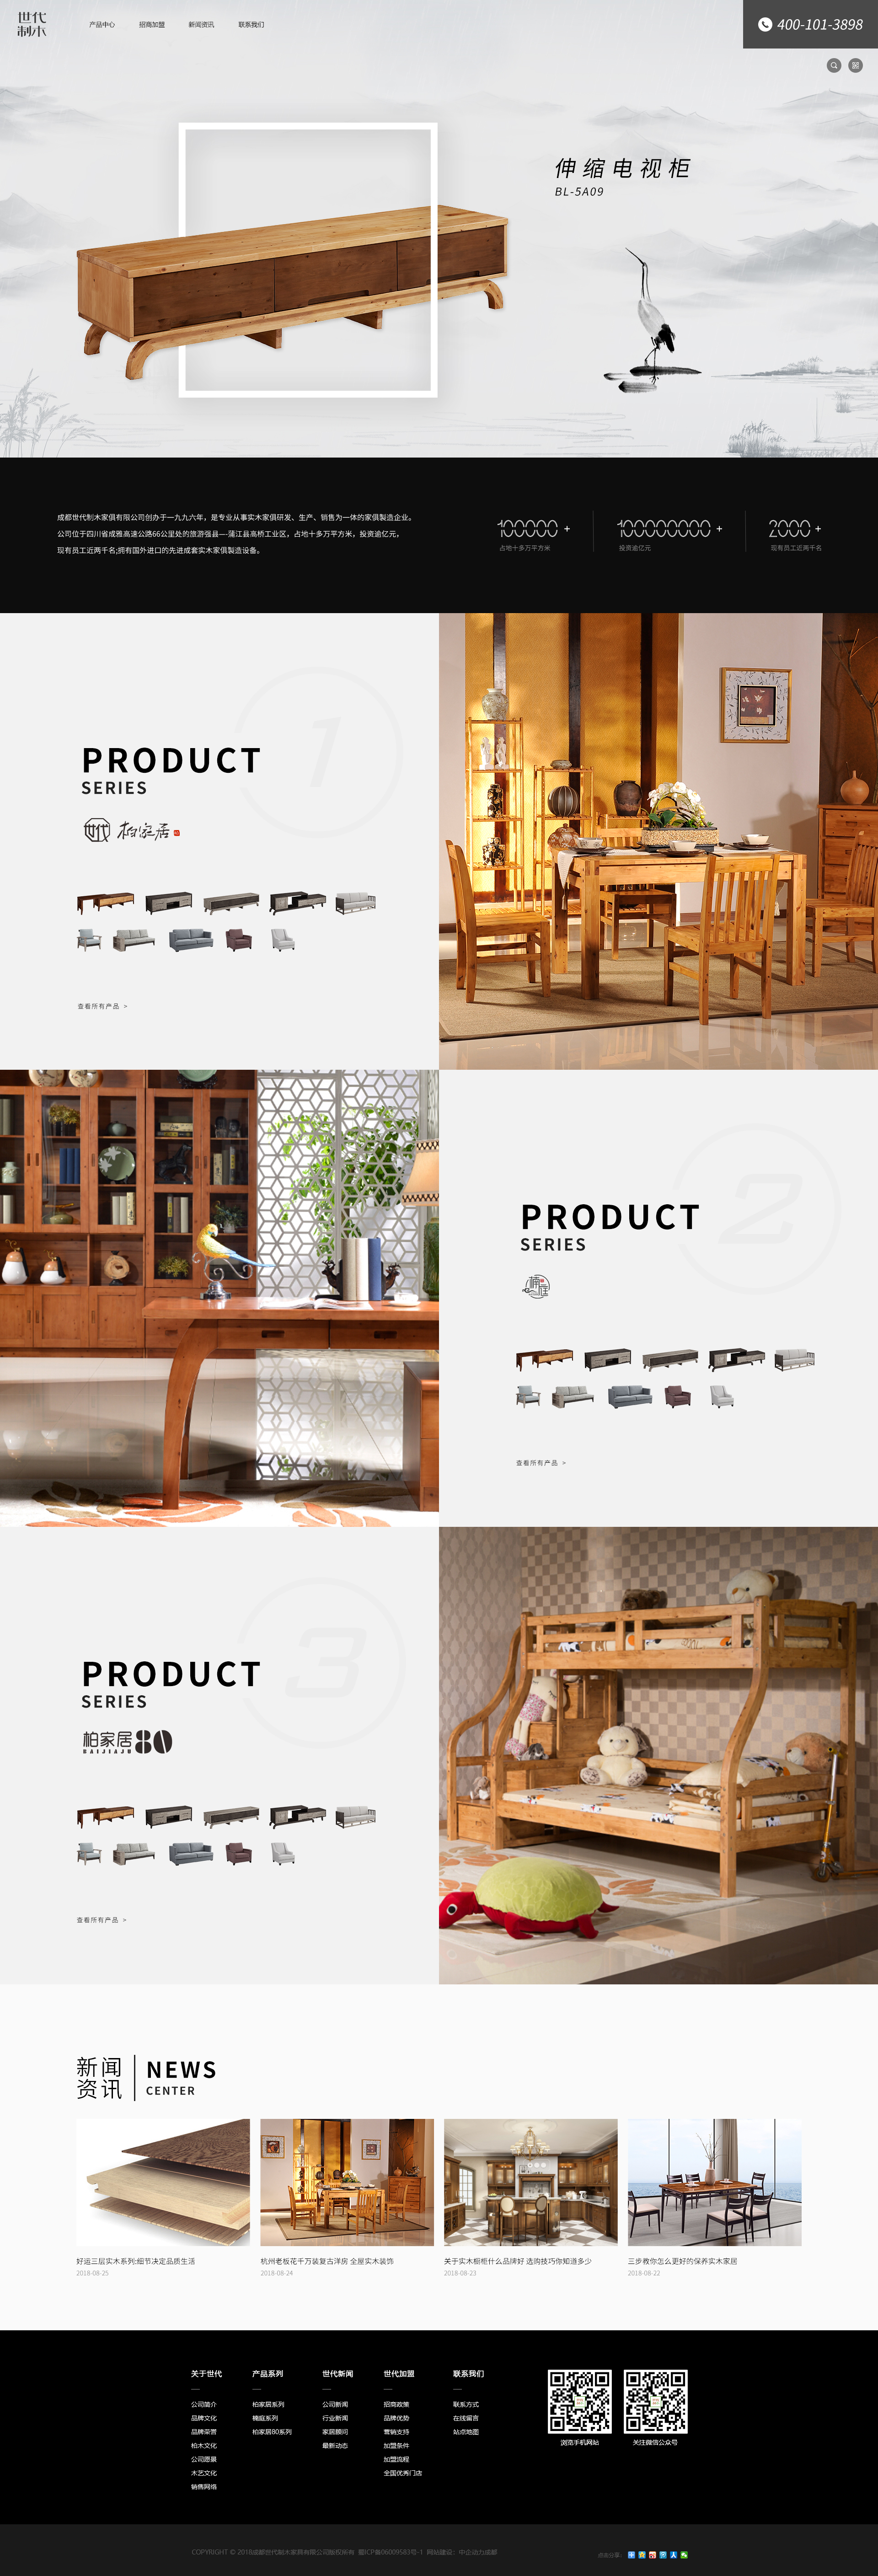 世代
制木
产品中心 招商加盟 新闻资讯 联系我们
400-101-3898
伸缩电视柜
BL-5A09
成都世代制木家俱有限公司创办于一九九六年，是专业从事实木家俱研发、生产、销售为一体的家俱製造企业。
公司位于四川省成雅高速公路66公里处的旅游强县—-蒲江县高桥工业区，占地十多万平方米，投资逾亿元，
现有员工近两千名;拥有国外进口的先进成套实木家俱製造设备。
100000 + 100000000 + 2000 +
占地十多万平方米 投资逾亿元 现有员工近两千名
1
PRODUCT
SERIES
柏家居
查看所有产品 >
2
PRODUCT
SERIES
楠庭
查看所有产品 >
3
PRODUCT
SERIES
柏家居80
BAIJIAJU
查看所有产品 >
新闻
资讯
NEWS
CENTER
好运三层实木系列:细节决定品质生活
2018-08-25
杭州老板花千万装复古洋房 全屋实木装饰
2018-08-24
关于实木橱柜什么品牌好 选购技巧你知道多少
2018-08-23
三步教你怎么更好的保养实木家居
2018-08-22
关于世代
公司简介
品牌文化
品牌荣誉
柏木文化
公司愿景
木艺文化
销售网络
产品系列
柏家居系列
楠庭系列
柏家居80系列
世代新闻
公司新闻
行业新闻
家居顾问
最新动态
世代加盟
招商政策
品牌优势
营销支持
加盟条件
加盟流程
全国优秀门店
联系我们
联系方式
在线留言
站点地图
浏览手机网站
关注微信公众号
COPYRIGHT © 2018成都世代制木家具有限公司版权所有 蜀ICP备06009583号-1 网站建设：中企动力成都
点击分享：